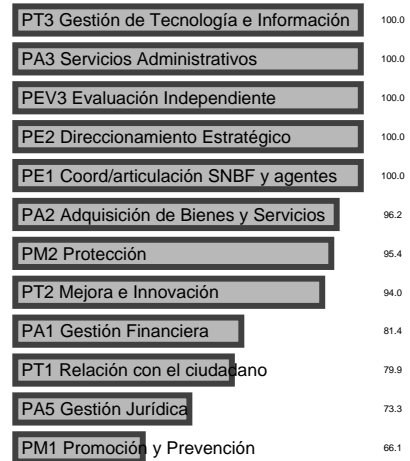 PT3 Gestión de Tecnología e Información 100.0
PA3 Servicios Administrativos 100.0
PEV3 Evaluación Independiente 100.0
PE2 Direccionamiento Estratégico 100.0
PE1 Coord/articulación SNBF y agentes 100.0
PA2 Adquisición de Bienes y Servicios 96.2
PM2 Protección 95.4
PT2 Mejora e Innovación 94.0
PA1 Gestión Financiera 81.4
PT1 Relación con el ciudadano 79.9
PA5 Gestión Jurídica 73.3
PM1 Promoción y Prevención 66.1